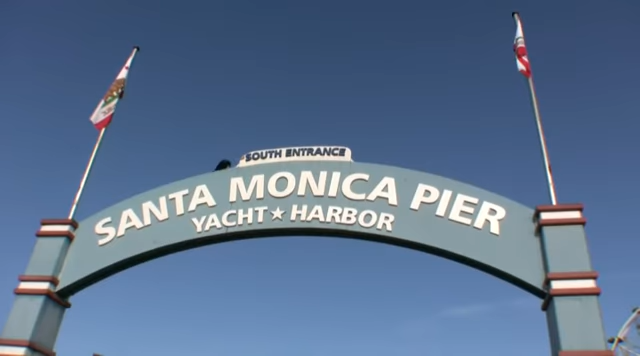 SOUTH ENTRANCE
SANTA MONICA PIER
YACHT★HARBOR